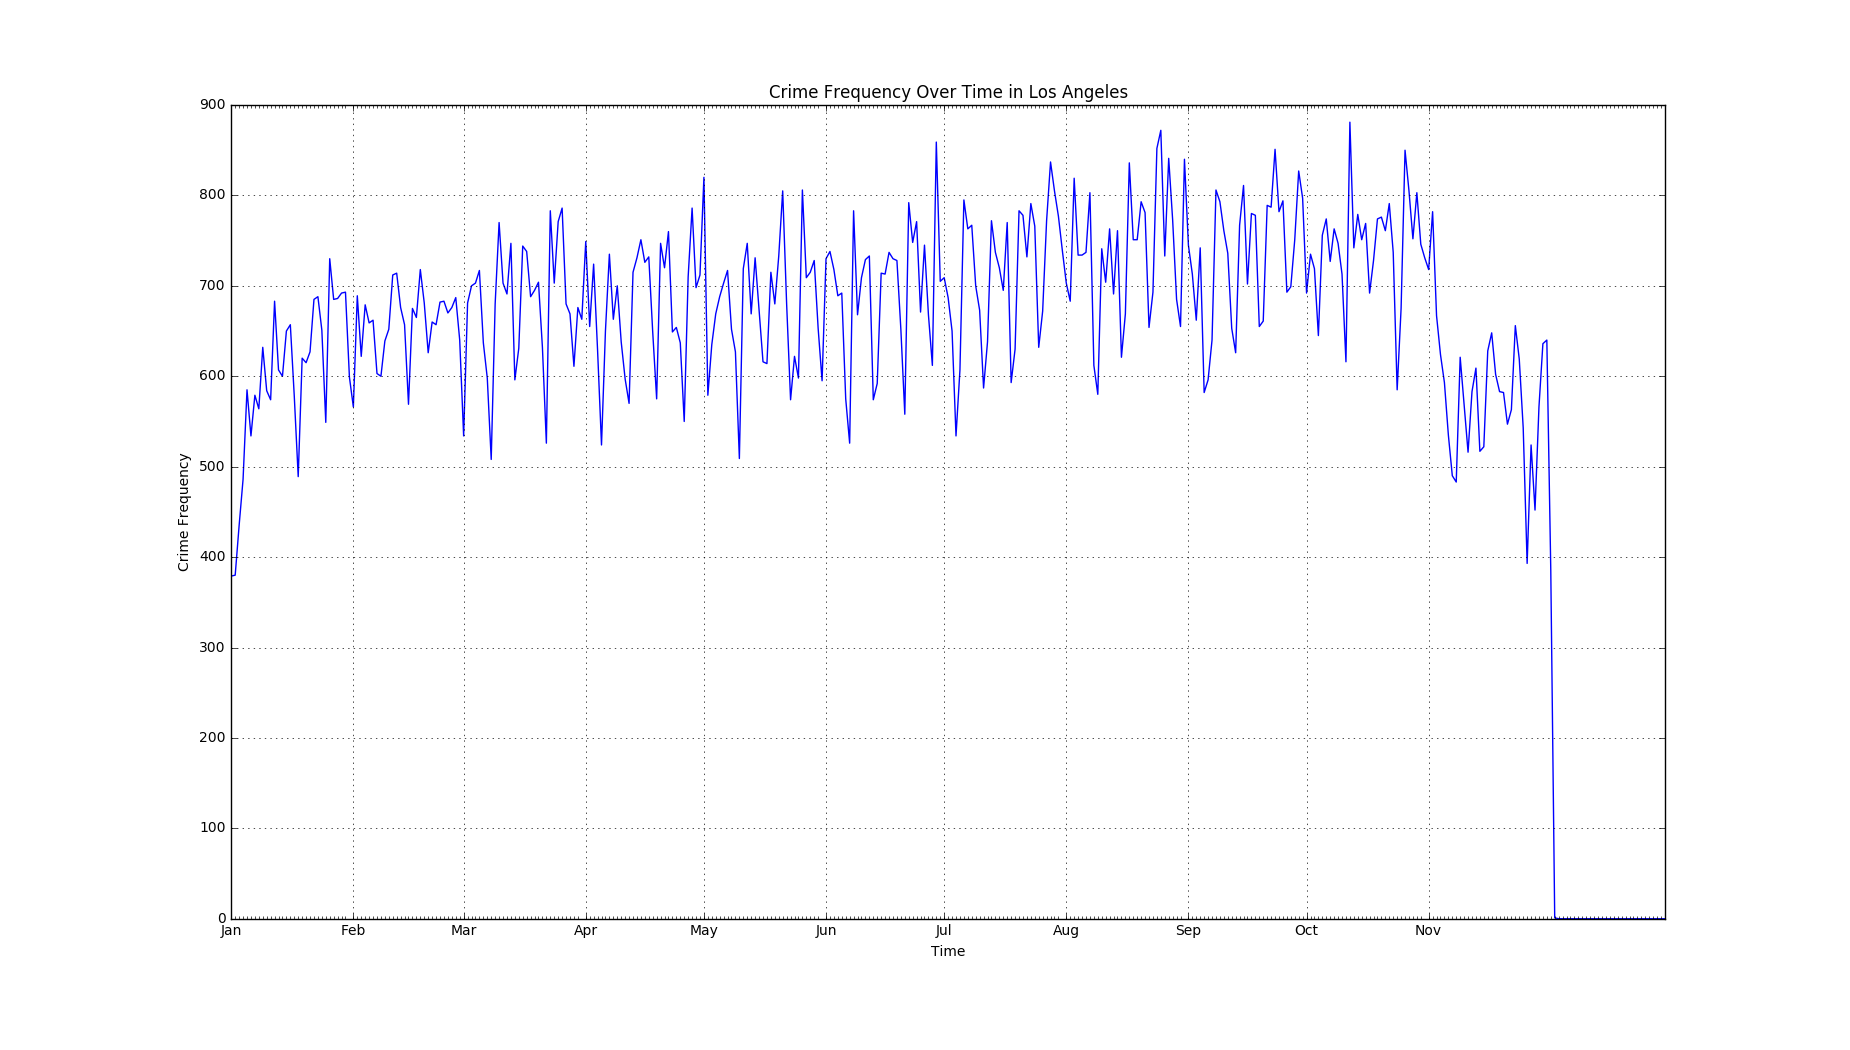 Crime Frequency Over Time in Los Angeles
900
800
700
600
500
400
300
200
100
0
Crime Frequency
Jan Feb Mar Apr May Jun Jul Aug Sep Oct Nov
Time